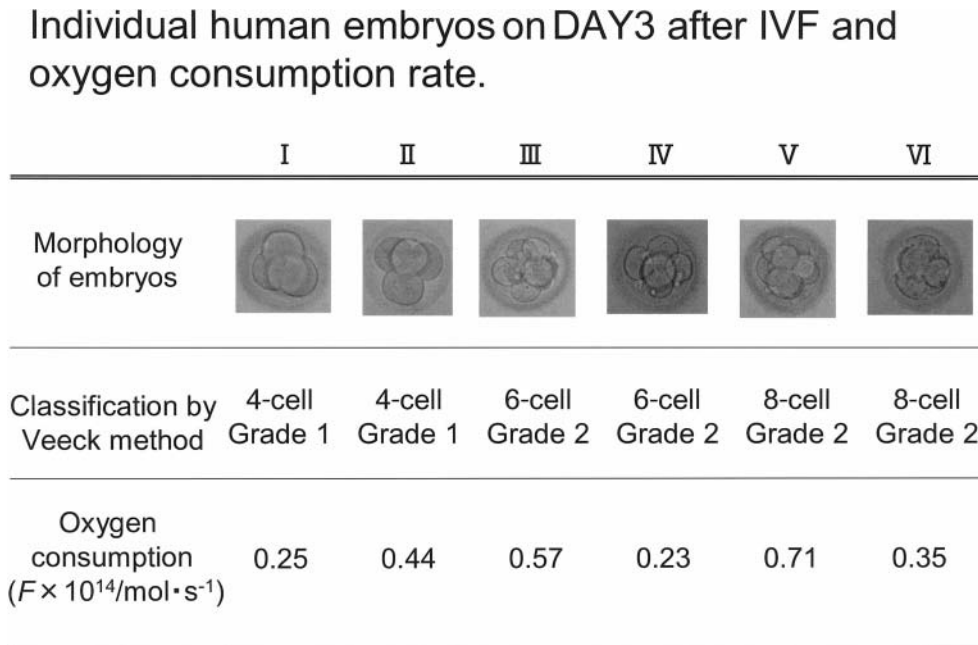 Individual human embryos on DAY3 after IVF and
oxygen consumption rate.
I II III IV V VI
Morphology
of embryos
Classification by
Veeck method
4-cell 4-cell 6-cell 6-cell 8-cell 8-cell
Grade 1 Grade 1 Grade 2 Grade 2 Grade 2 Grade 2
Oxygen
consumption
(F × 10¹⁴/mol・s⁻¹)
0.25 0.44 0.57 0.23 0.71 0.35